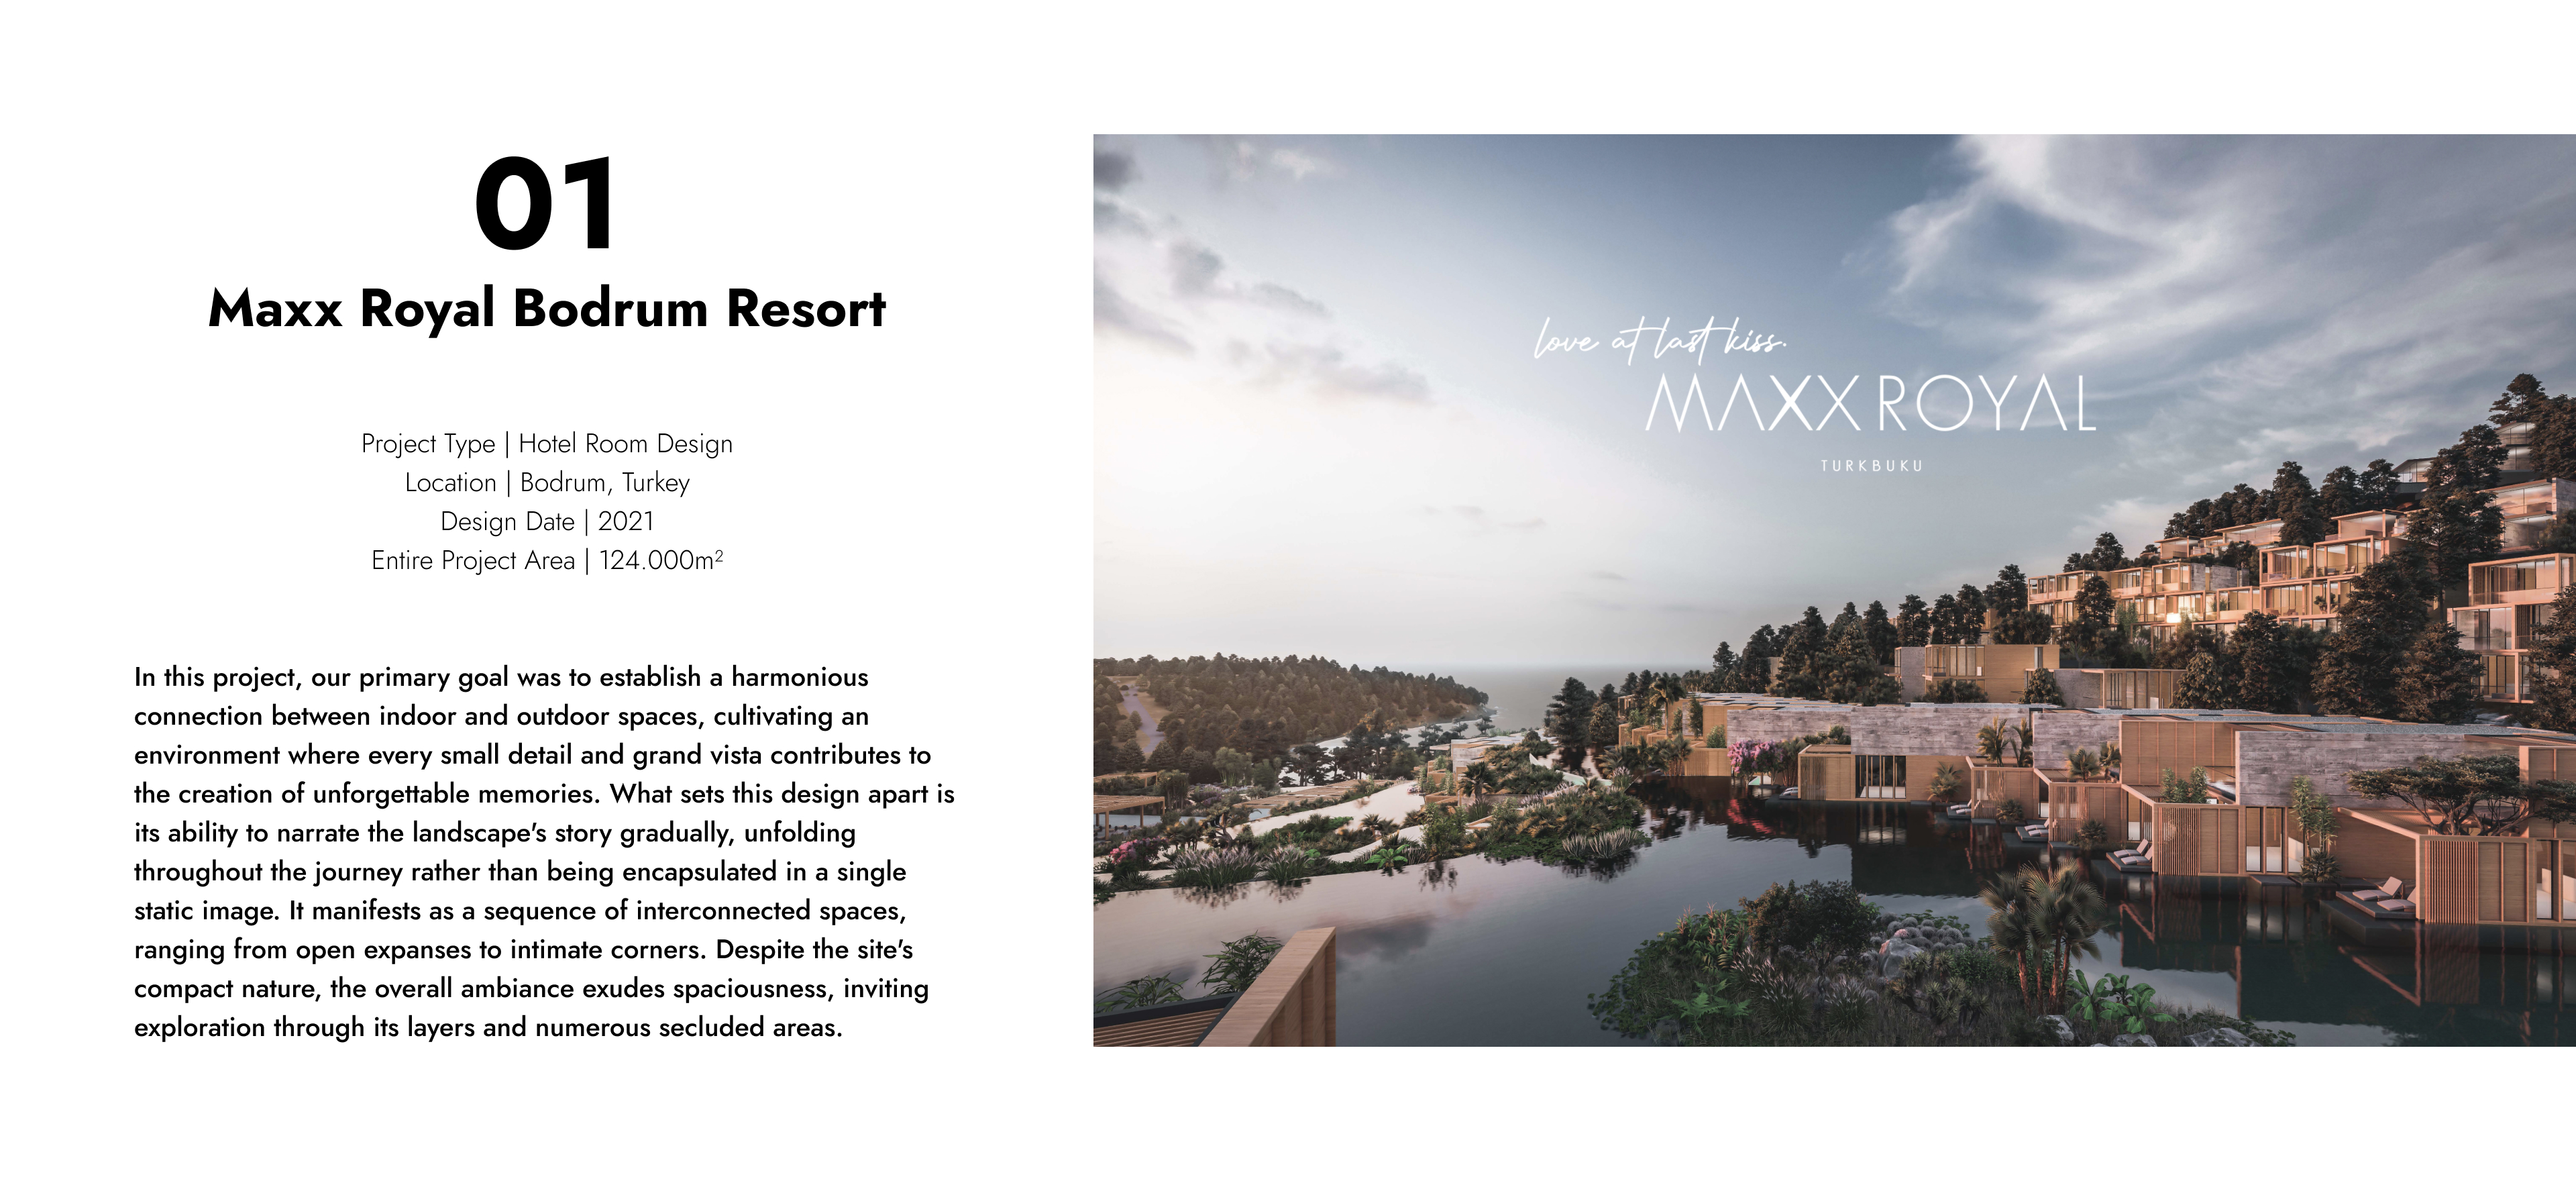 01
Maxx Royal Bodrum Resort
Project Type | Hotel Room Design
Location | Bodrum, Turkey
Design Date | 2021
Entire Project Area | 124.000m²
In this project, our primary goal was to establish a harmonious
connection between indoor and outdoor spaces, cultivating an
environment where every small detail and grand vista contributes to
the creation of unforgettable memories. What sets this design apart is
its ability to narrate the landscape's story gradually, unfolding
throughout the journey rather than being encapsulated in a single
static image. It manifests as a sequence of interconnected spaces,
ranging from open expanses to intimate corners. Despite the site's
compact nature, the overall ambiance exudes spaciousness, inviting
exploration through its layers and numerous secluded areas.
love at last kiss.
MAXX ROYAL
TURKBUKU